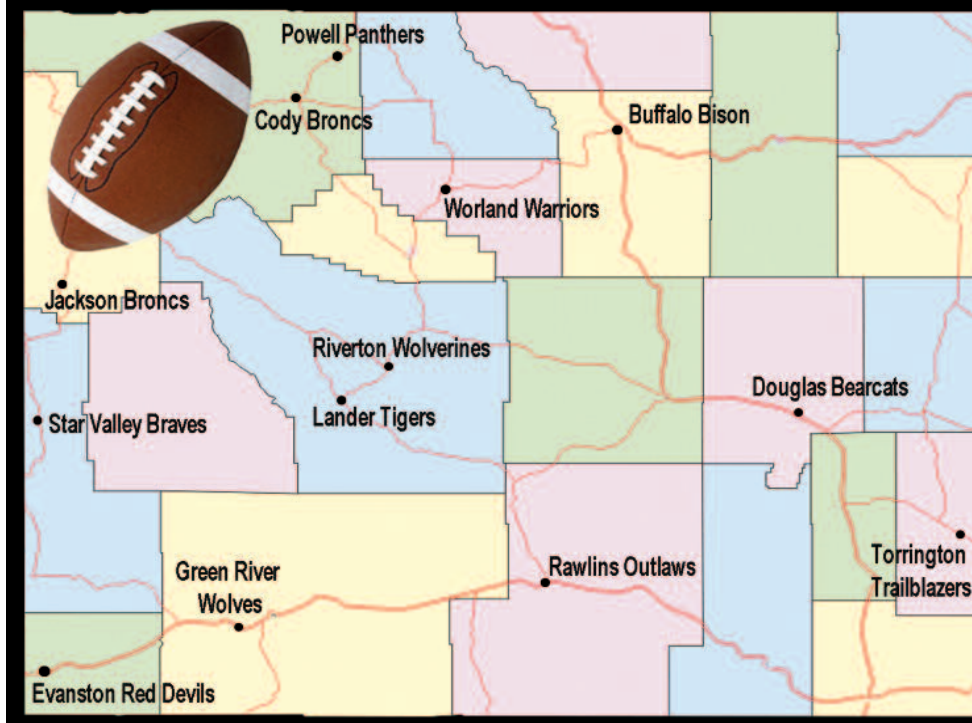 Powell Panthers
Cody Broncs
Buffalo Bison
Worland Warriors
Jackson Broncs
Riverton Wolverines
Lander Tigers
Douglas Bearcats
Star Valley Braves
Green River
Wolves
Rawlins Outlaws
Torrington
Trailblazers
Evanston Red Devils